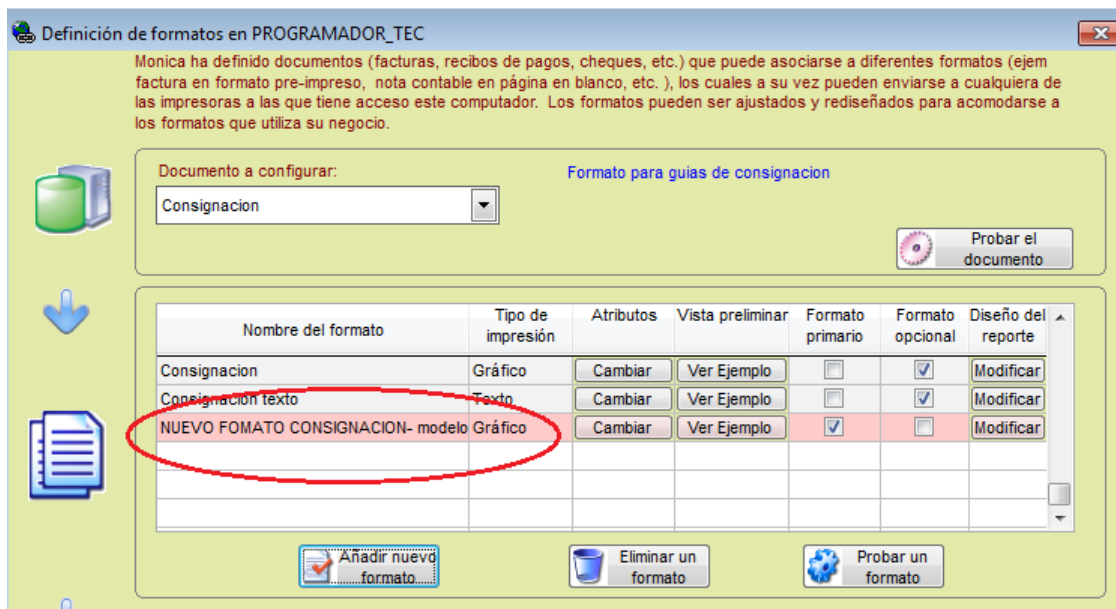 Definición de formatos en PROGRAMADOR_TEC
Monica ha definido documentos (facturas, recibos de pagos, cheques, etc.) que puede asociarse a diferentes formatos (ejem
factura en formato pre-impreso, nota contable en página en blanco, etc. ), los cuales a su vez pueden enviarse a cualquiera de
las impresoras a las que tiene acceso este computador. Los formatos pueden ser ajustados y rediseñados para acomodarse a
los formatos que utiliza su negocio.
Documento a configurar:
Formato para guias de consignacion
Consignacion
Probar el
documento
Nombre del formato
Tipo de
impresión
Atributos
Vista preliminar
Formato
primario
Formato
opcional
Diseño del
reporte
Consignacion Gráfico Cambiar Ver Ejemplo Modificar
Consignacion texto Texto Cambiar Ver Ejemplo Modificar
NUEVO FOMATO CONSIGNACION- modelo Gráfico Cambiar Ver Ejemplo Modificar
Añadir nuevo
formato
Eliminar un
formato
Probar un
formato